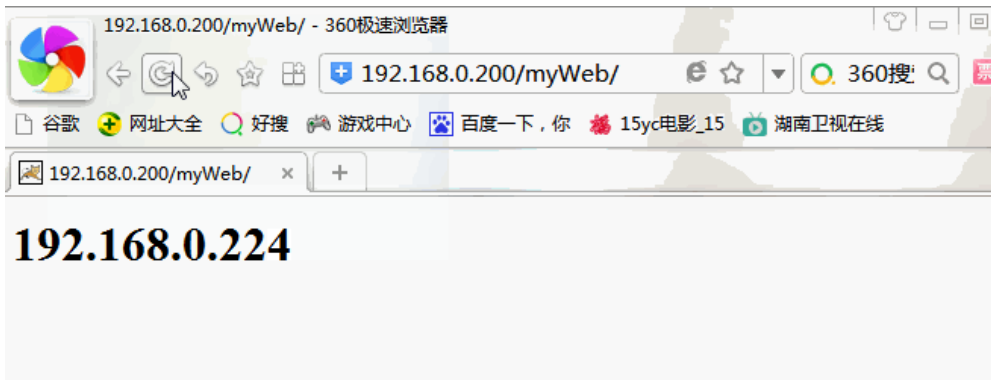 192.168.0.200/myWeb/ - 360极速浏览器
192.168.0.200/myWeb/ 360搜 票
谷歌 网址大全 好搜 游戏中心 百度一下，你 15yc电影_15 湖南卫视在线
192.168.0.200/myWeb/
192.168.0.224